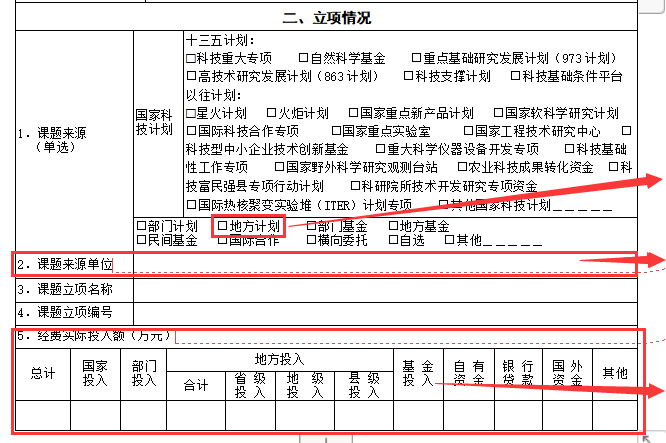 二、立项情况
1. 课题来源
（单选）
国家科
技计划
十三五计划：
□科技重大专项 □自然科学基金 □重点基础研究发展计划（973 计划）
□高技术研究发展计划（863 计划） □科技支撑计划 □科技基础条件平台
以往计划：
□星火计划 □火炬计划 □国家重点新产品计划 □国家软科学研究计划
□国际科技合作专项 □国家重点实验室 □国家工程技术研究中心 □
科技型中小企业技术创新基金 □重大科学仪器设备开发专项 □科技基础
性工作专项 □国家野外科学研究观测台站 □农业科技成果转化资金 □科
技富民强县专项行动计划 □科研院所技术开发研究专项资金
□国际热核聚变实验堆（ITER）计划专项 □其他国家科技计划_____
□部门计划 □地方计划 □部门基金 □地方基金
□民间基金 □国际合作 □横向委托 □自选 □其他_____
2. 课题来源单位
3. 课题立项名称
4. 课题立项编号
5. 经费实际投入额（万元）
总计 国家投入 部门投入 地方投入 基金投入 自有资金 银行贷款 国外资金 其他
合计 省级投入 地级投入 县级投入